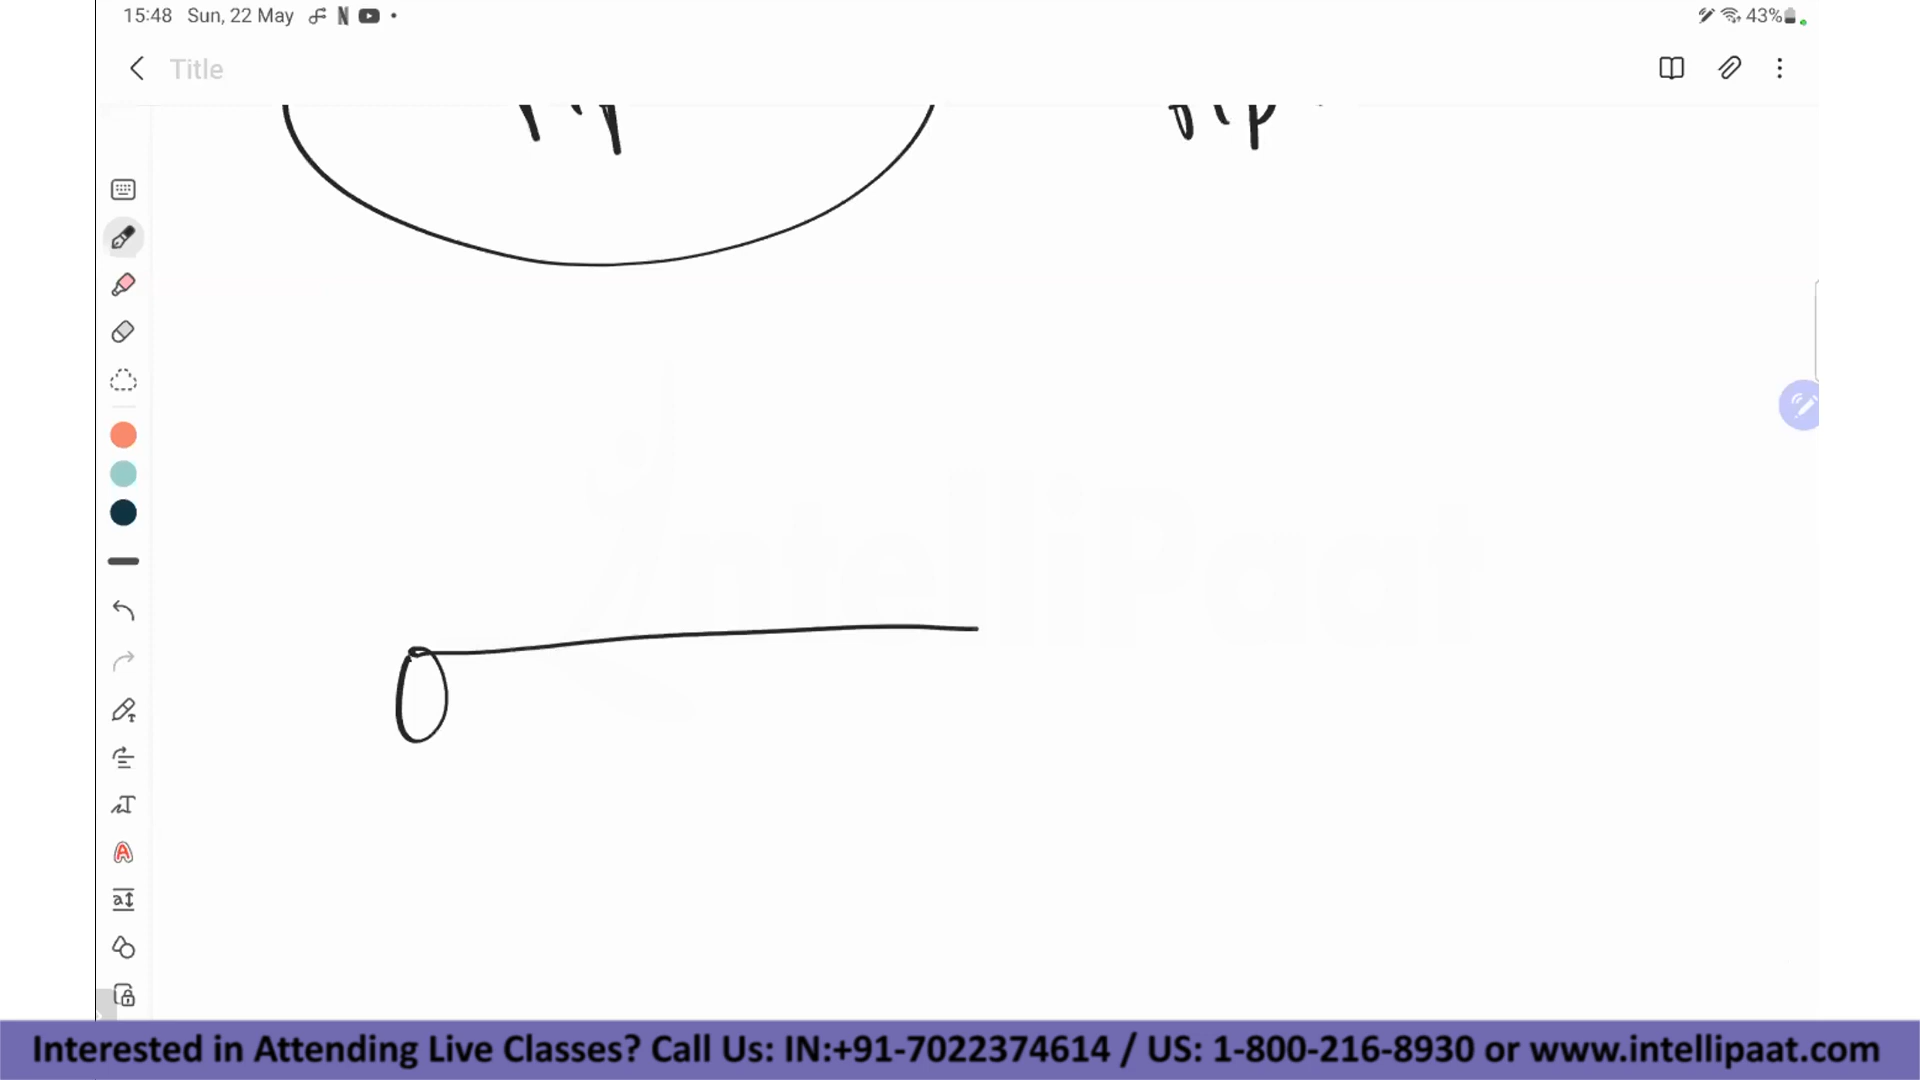 15:48 Sun, 22 May 43%
Title
IntelliPaat
Interested in Attending Live Classes? Call Us: IN:+91-7022374614 / US: 1-800-216-8930 or www.intellipaat.com